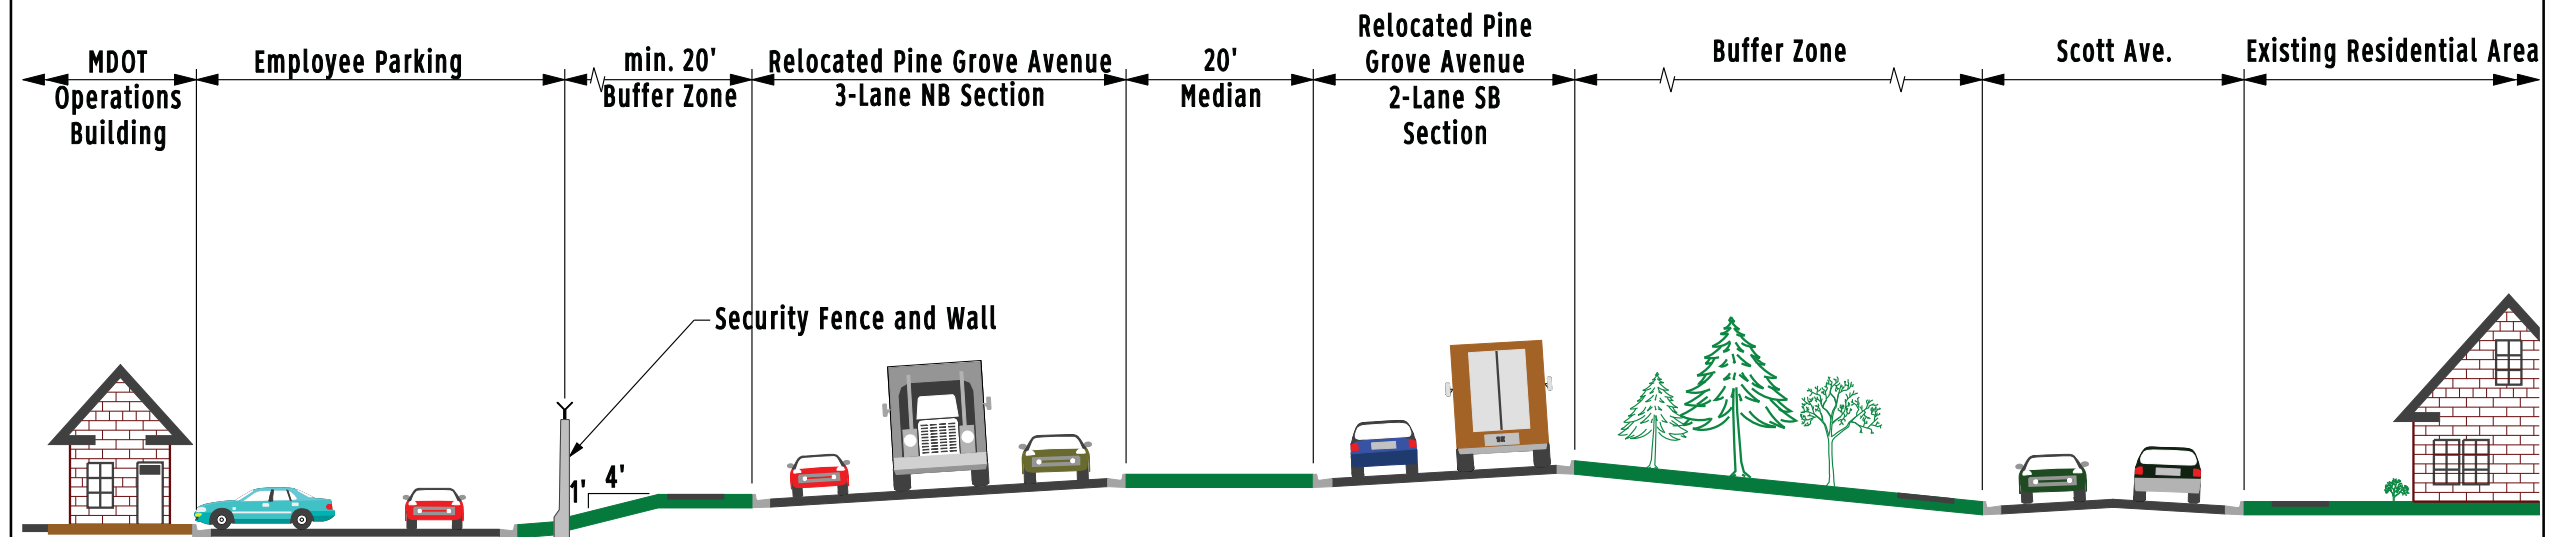 MDOT
Operations
Building
Employee Parking
min. 20'
Buffer Zone
Relocated Pine Grove Avenue
3-Lane NB Section
20'
Median
Relocated Pine
Grove Avenue
2-Lane SB
Section
Buffer Zone
Scott Ave.
Existing Residential Area
Security Fence and Wall
1'
4'